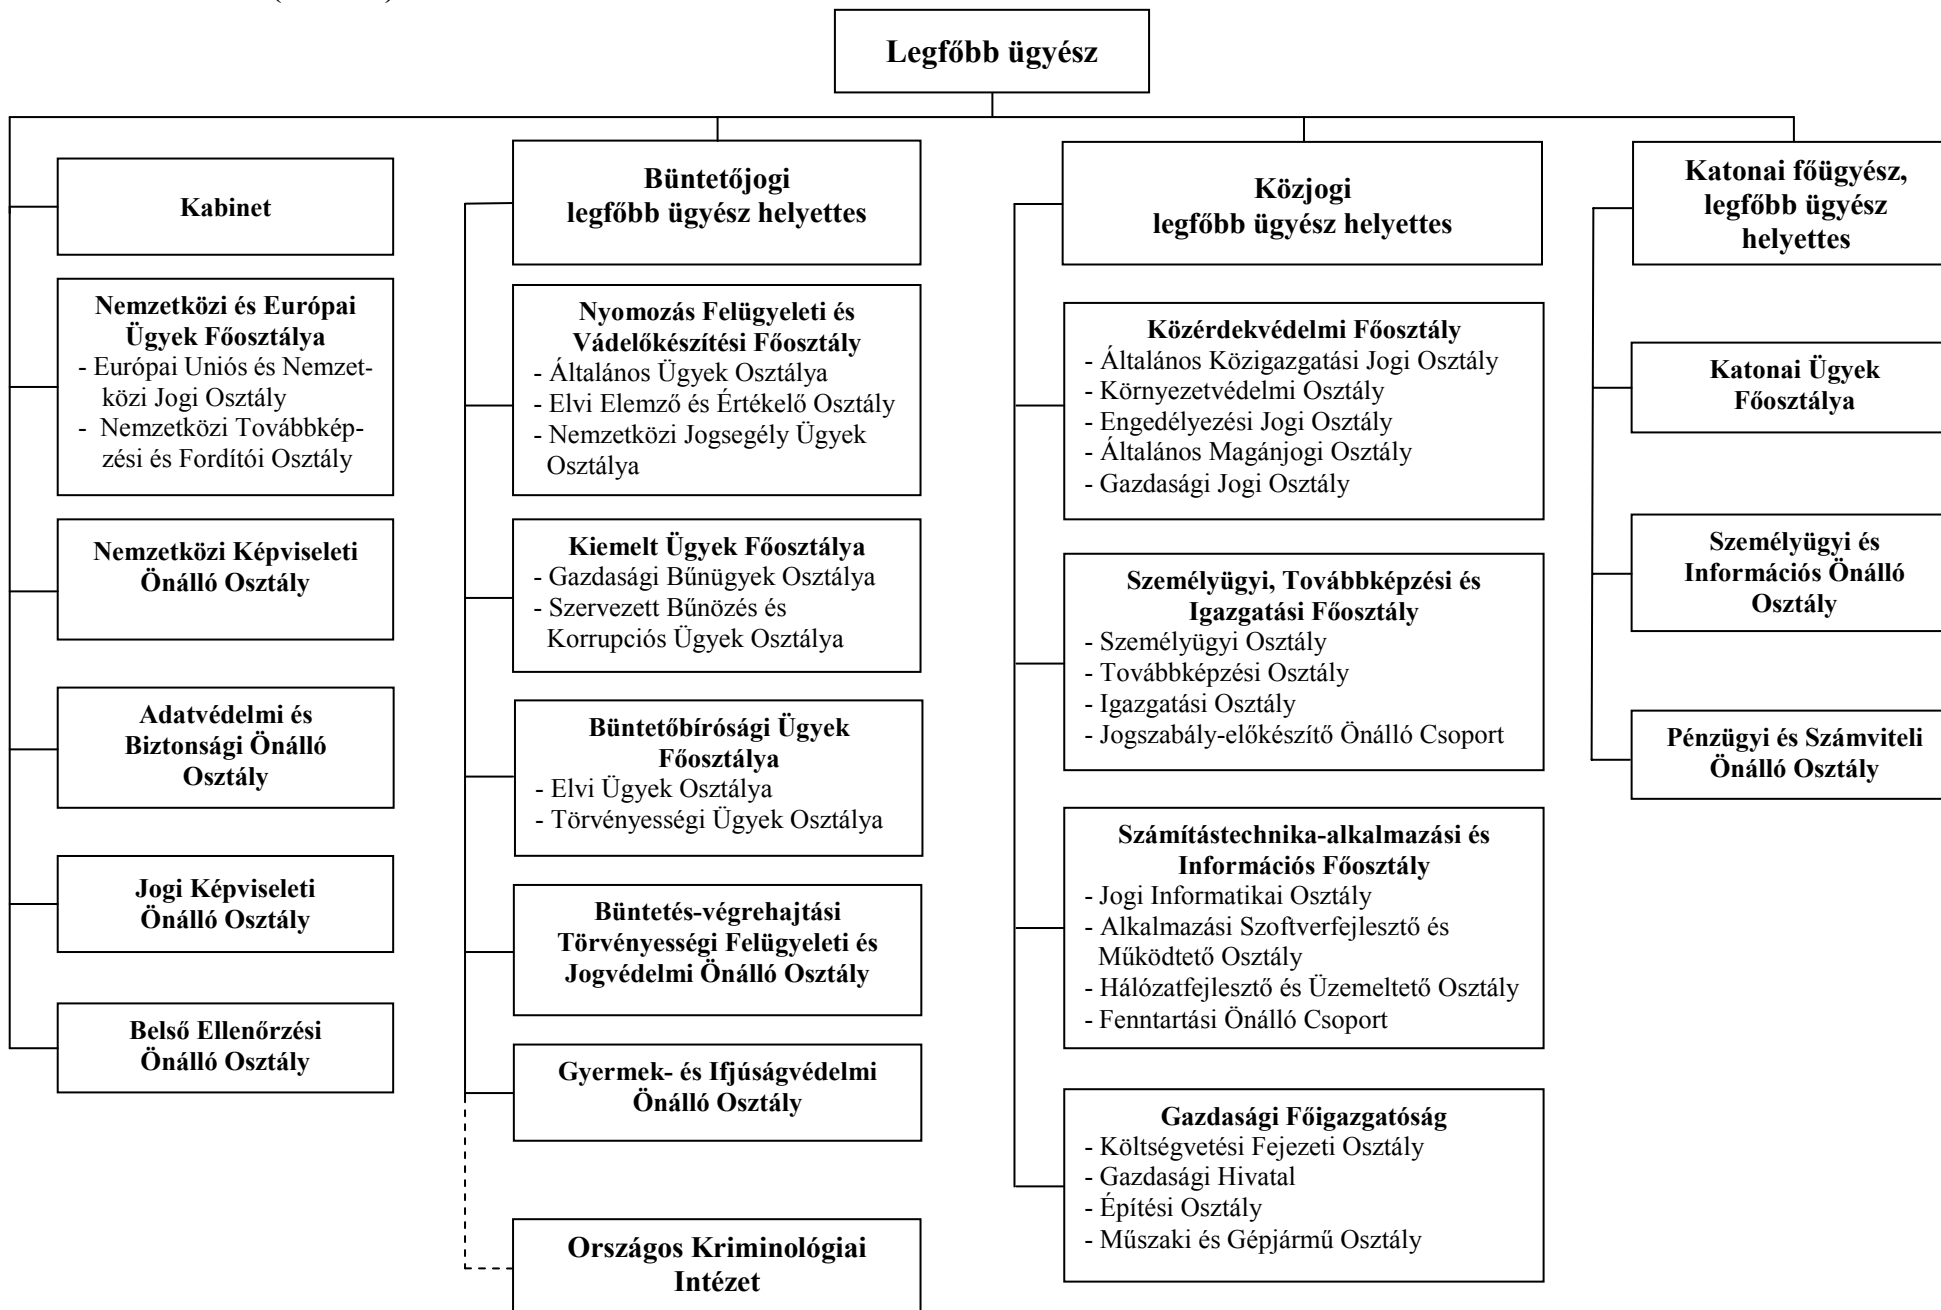 Legfőbb ügyész
Kabinet
Nemzetközi és Európai
Ügyek Főosztálya
- Európai Uniós és Nemzet-
közi Jogi Osztály
- Nemzetközi Továbbkép-
zési és Fordítói Osztály
Nemzetközi Képviseleti
Önálló Osztály
Adatvédelmi és
Biztonsági Önálló
Osztály
Jogi Képviseleti
Önálló Osztály
Belső Ellenőrzési
Önálló Osztály
Büntetőjogi
legfőbb ügyész helyettes
Nyomozás Felügyeleti és
Vádelőkészítési Főosztály
- Általános Ügyek Osztálya
- Elvi Elemző és Értékelő Osztály
- Nemzetközi Jogsegély Ügyek
Osztálya
Kiemelt Ügyek Főosztálya
- Gazdasági Bűnügyek Osztálya
- Szervezett Bűnözés és
Korrupciós Ügyek Osztálya
Büntetőbírósági Ügyek
Főosztálya
- Elvi Ügyek Osztálya
- Törvényességi Ügyek Osztálya
Büntetés-végrehajtási
Törvényességi Felügyeleti és
Jogvédelmi Önálló Osztály
Gyermek- és Ifjúságvédelmi
Önálló Osztály
Országos Kriminológiai
Intézet
Közjogi
legfőbb ügyész helyettes
Közérdekvédelmi Főosztály
- Általános Közigazgatási Jogi Osztály
- Környezetvédelmi Osztály
- Engedélyezési Jogi Osztály
- Általános Magánjogi Osztály
- Gazdasági Jogi Osztály
Személyügyi, Továbbképzési és
Igazgatási Főosztály
- Személyügyi Osztály
- Továbbképzési Osztály
- Igazgatási Osztály
- Jogszabály-előkészítő Önálló Csoport
Számítástechnika-alkalmazási és
Információs Főosztály
- Jogi Informatikai Osztály
- Alkalmazási Szoftverfejlesztő és
Működtető Osztály
- Hálózatfejlesztő és Üzemeltető Osztály
- Fenntartási Önálló Csoport
Gazdasági Főigazgatóság
- Költségvetési Fejezeti Osztály
- Gazdasági Hivatal
- Építési Osztály
- Műszaki és Gépjármű Osztály
Katonai főügyész,
legfőbb ügyész
helyettes
Katonai Ügyek
Főosztálya
Személyügyi és
Információs Önálló
Osztály
Pénzügyi és Számviteli
Önálló Osztály